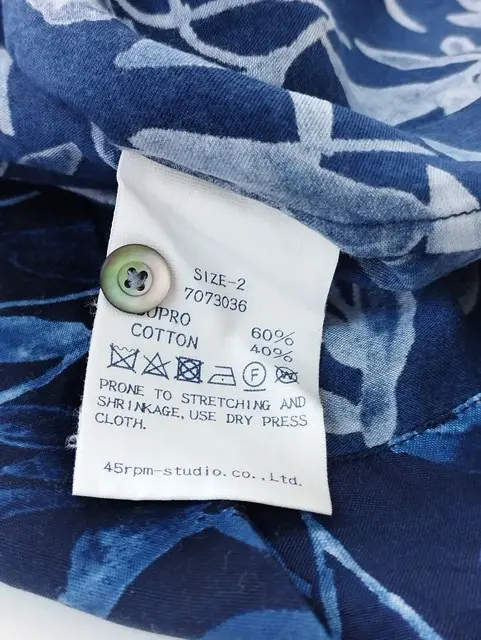 SIZE-2
7073036
CUPRO 60%
COTTON 40%
F
PRONE TO STRETCHING AND
SHRINKAGE, USE DRY PRESS
CLOTH.
45rpm-studio.co.,Ltd.